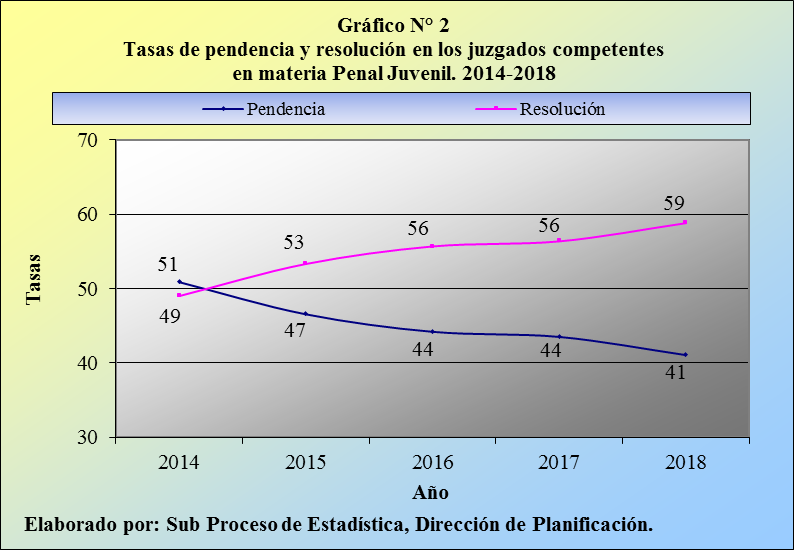 Gráfico N° 2
Tasas de pendencia y resolución en los juzgados competentes
en materia Penal Juvenil. 2014-2018
Pendencia Resolución
70
60
50
40
30
Tasas
51
47
44
44
41
49
53
56
56
59
2014 2015 2016 2017 2018
Año
Elaborado por: Sub Proceso de Estadística, Dirección de Planificación.